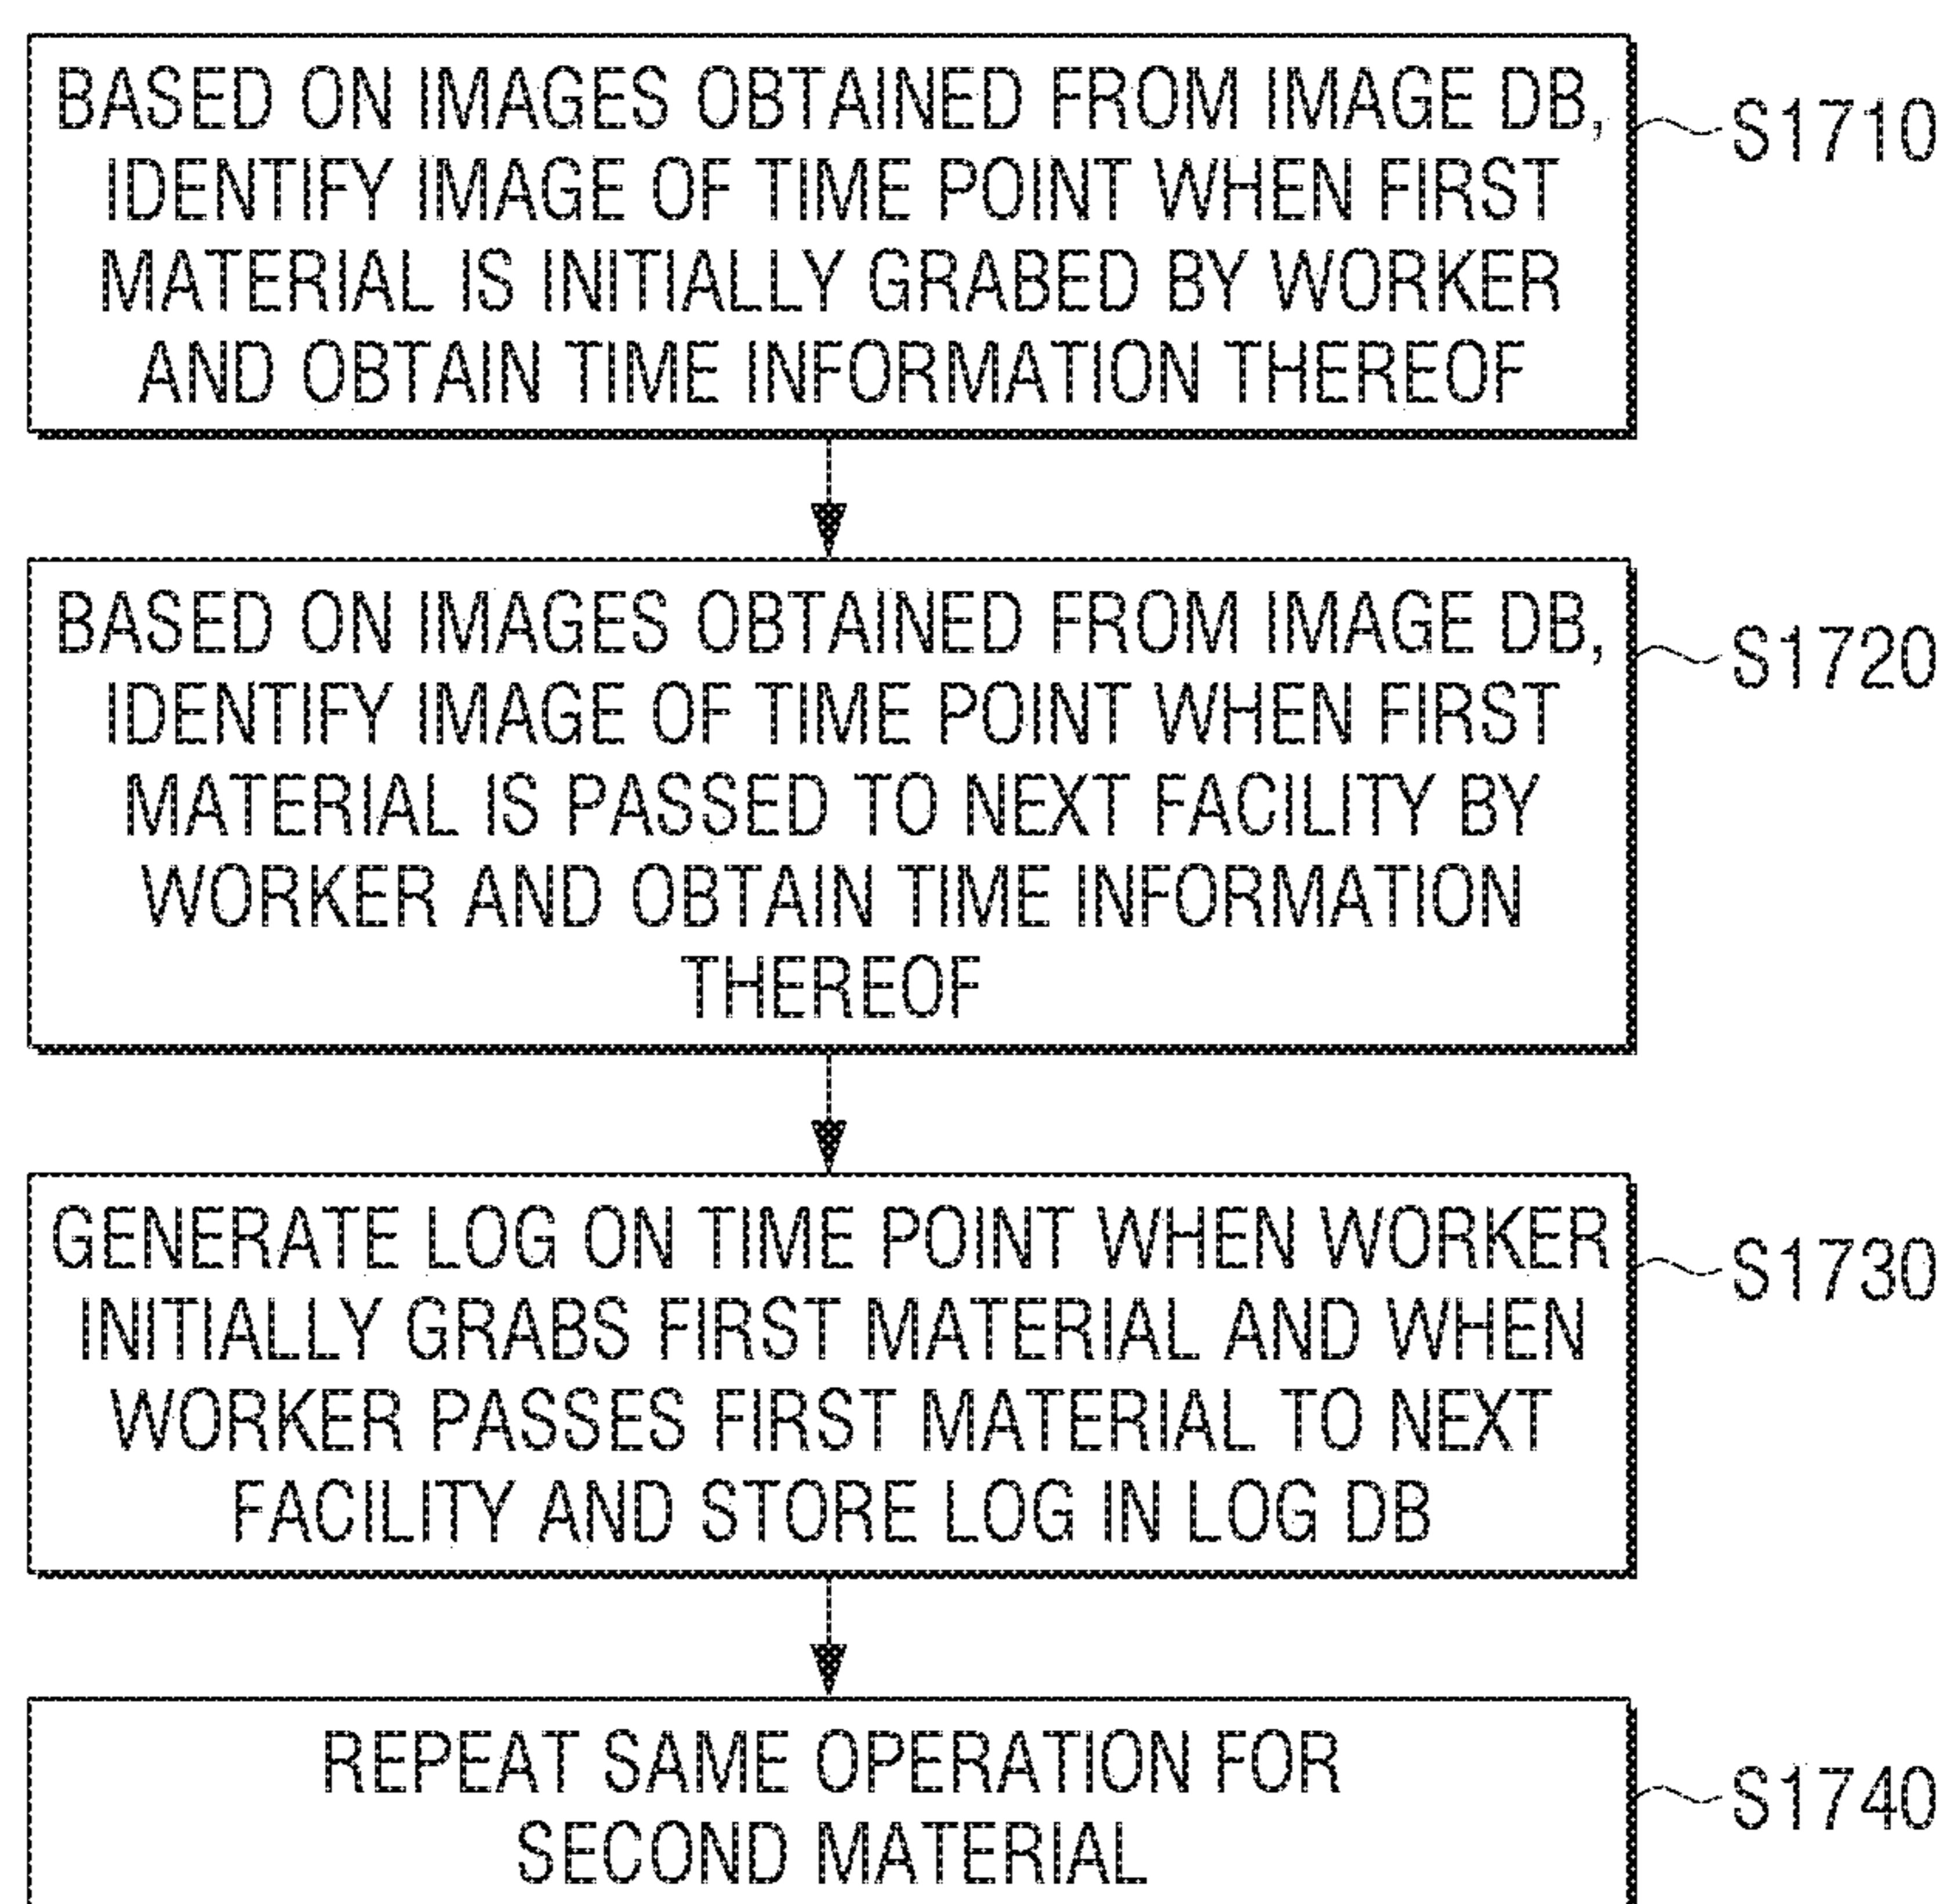 BASED ON IMAGES OBTAINED FROM IMAGE DB,
IDENTIFY IMAGE OF TIME POINT WHEN FIRST
MATERIAL IS INITIALLY GRABED BY WORKER
AND OBTAIN TIME INFORMATION THEREOF
S1710
BASED ON IMAGES OBTAINED FROM IMAGE DB,
IDENTIFY IMAGE OF TIME POINT WHEN FIRST
MATERIAL IS PASSED TO NEXT FACILITY BY
WORKER AND OBTAIN TIME INFORMATION
THEREOF
S1720
GENERATE LOG ON TIME POINT WHEN WORKER
INITIALLY GRABS FIRST MATERIAL AND WHEN
WORKER PASSES FIRST MATERIAL TO NEXT
FACILITY AND STORE LOG IN LOG DB
S1730
REPEAT SAME OPERATION FOR
SECOND MATERIAL
S1740